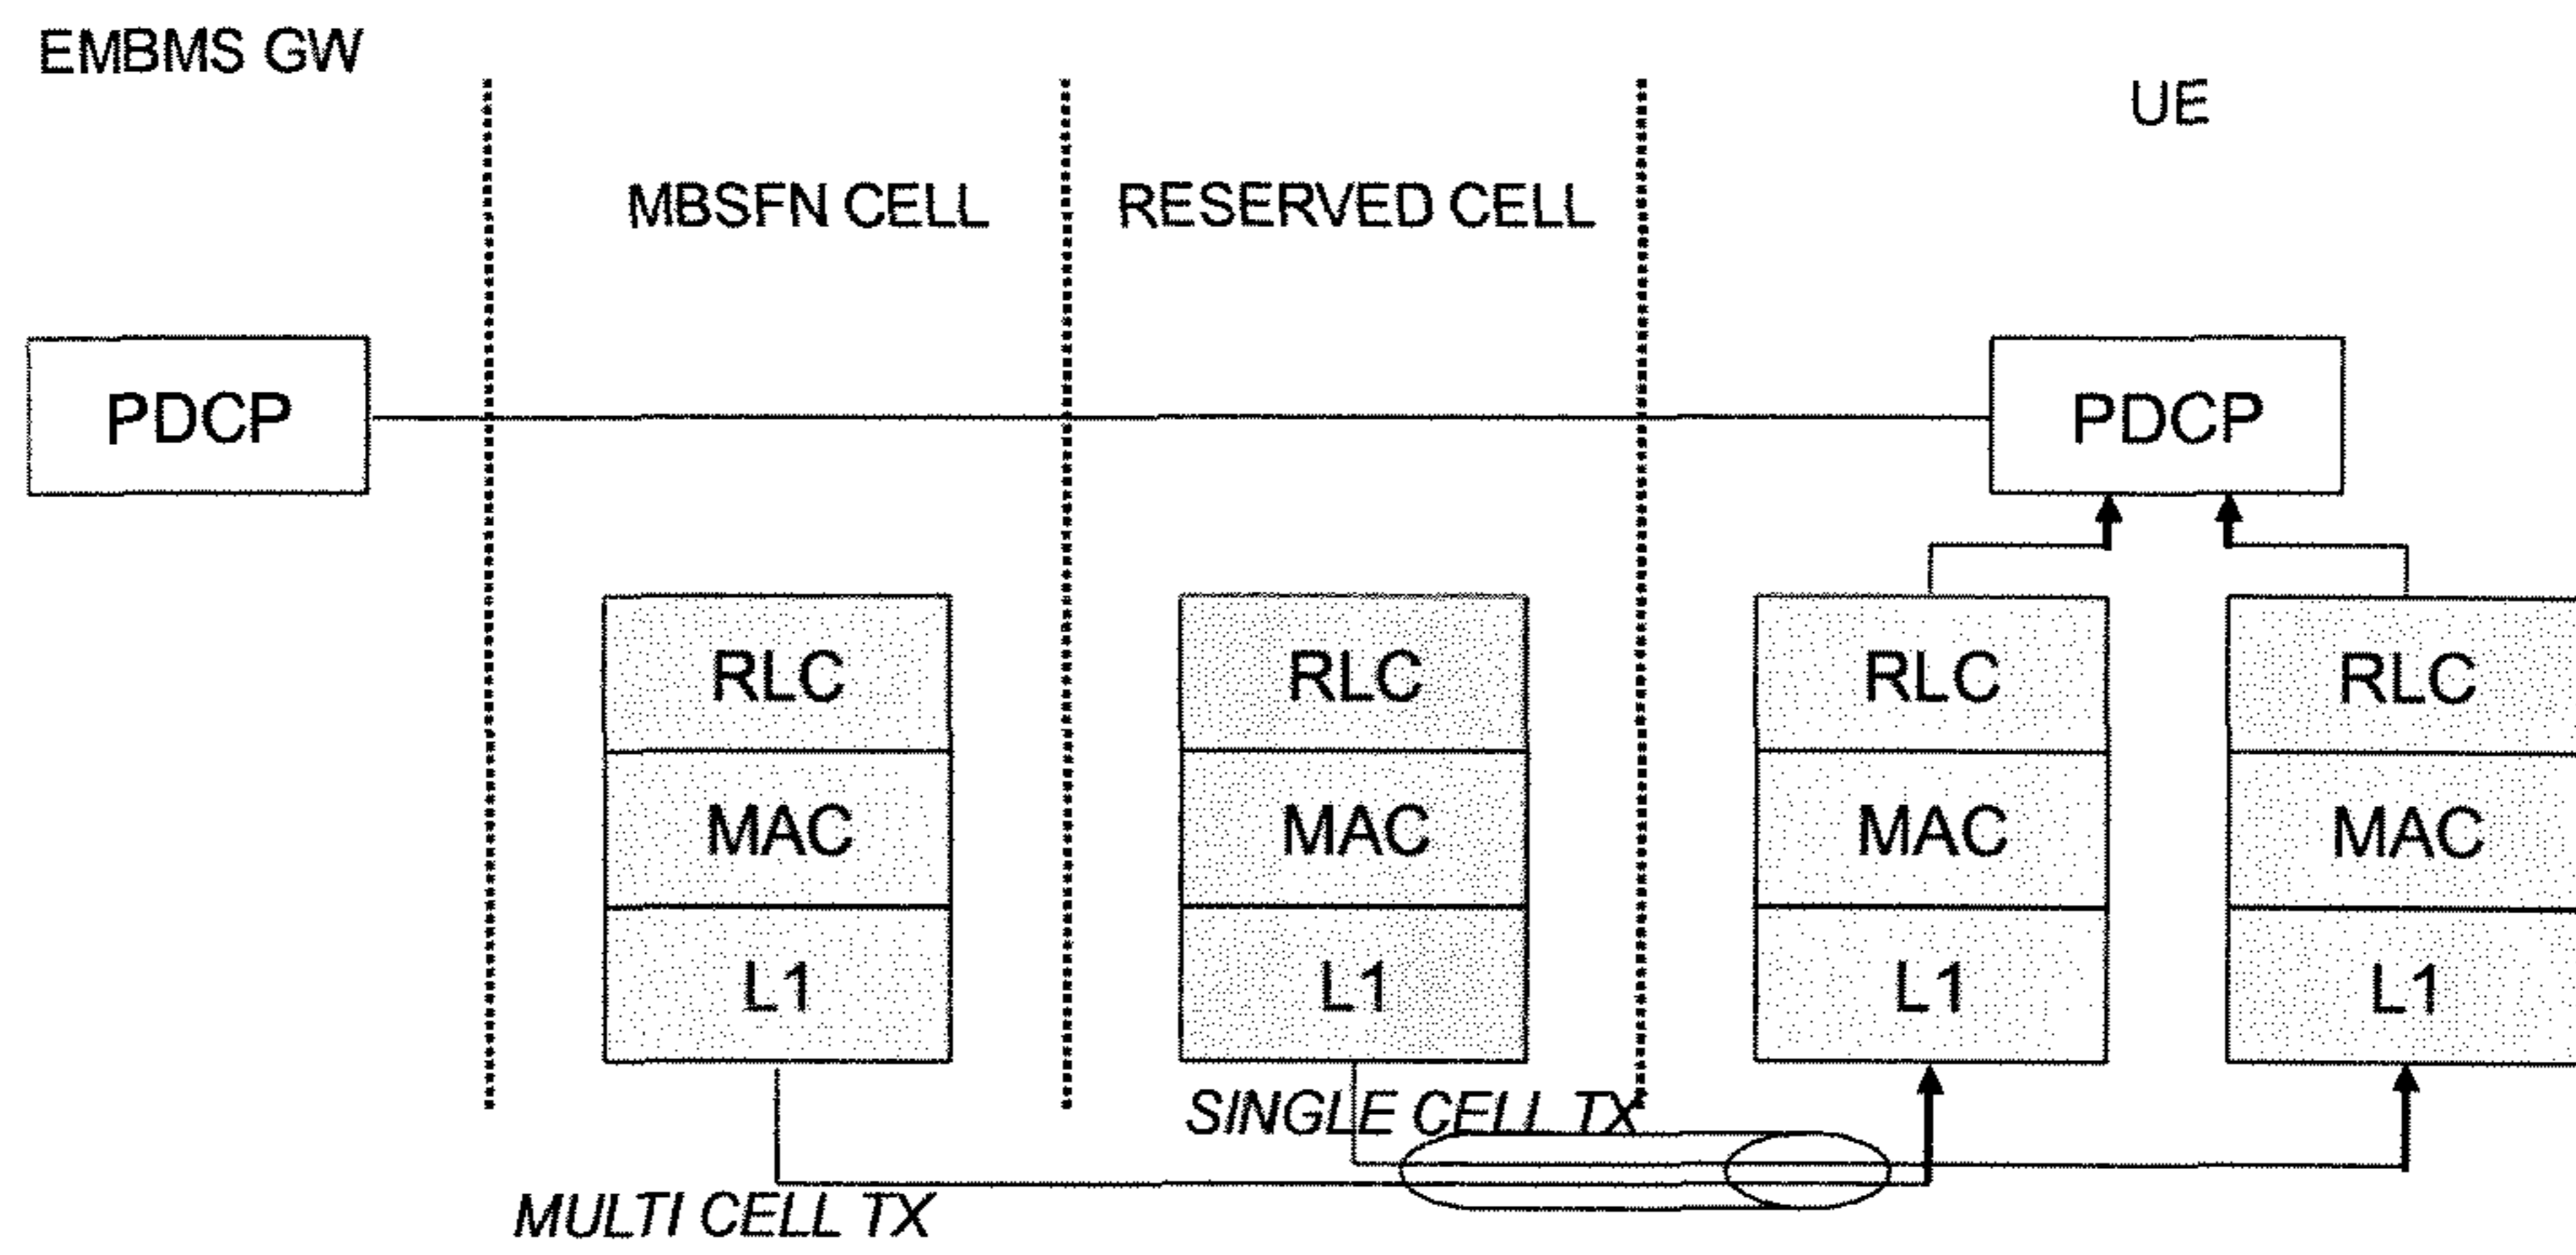 EMBMS GW
UE
MBSFN CELL
RESERVED CELL
PDCP
PDCP
RLC
RLC
RLC
RLC
MAC
MAC
MAC
MAC
L1
L1
L1
L1
SINGLE CELL TX
MULTI CELL TX